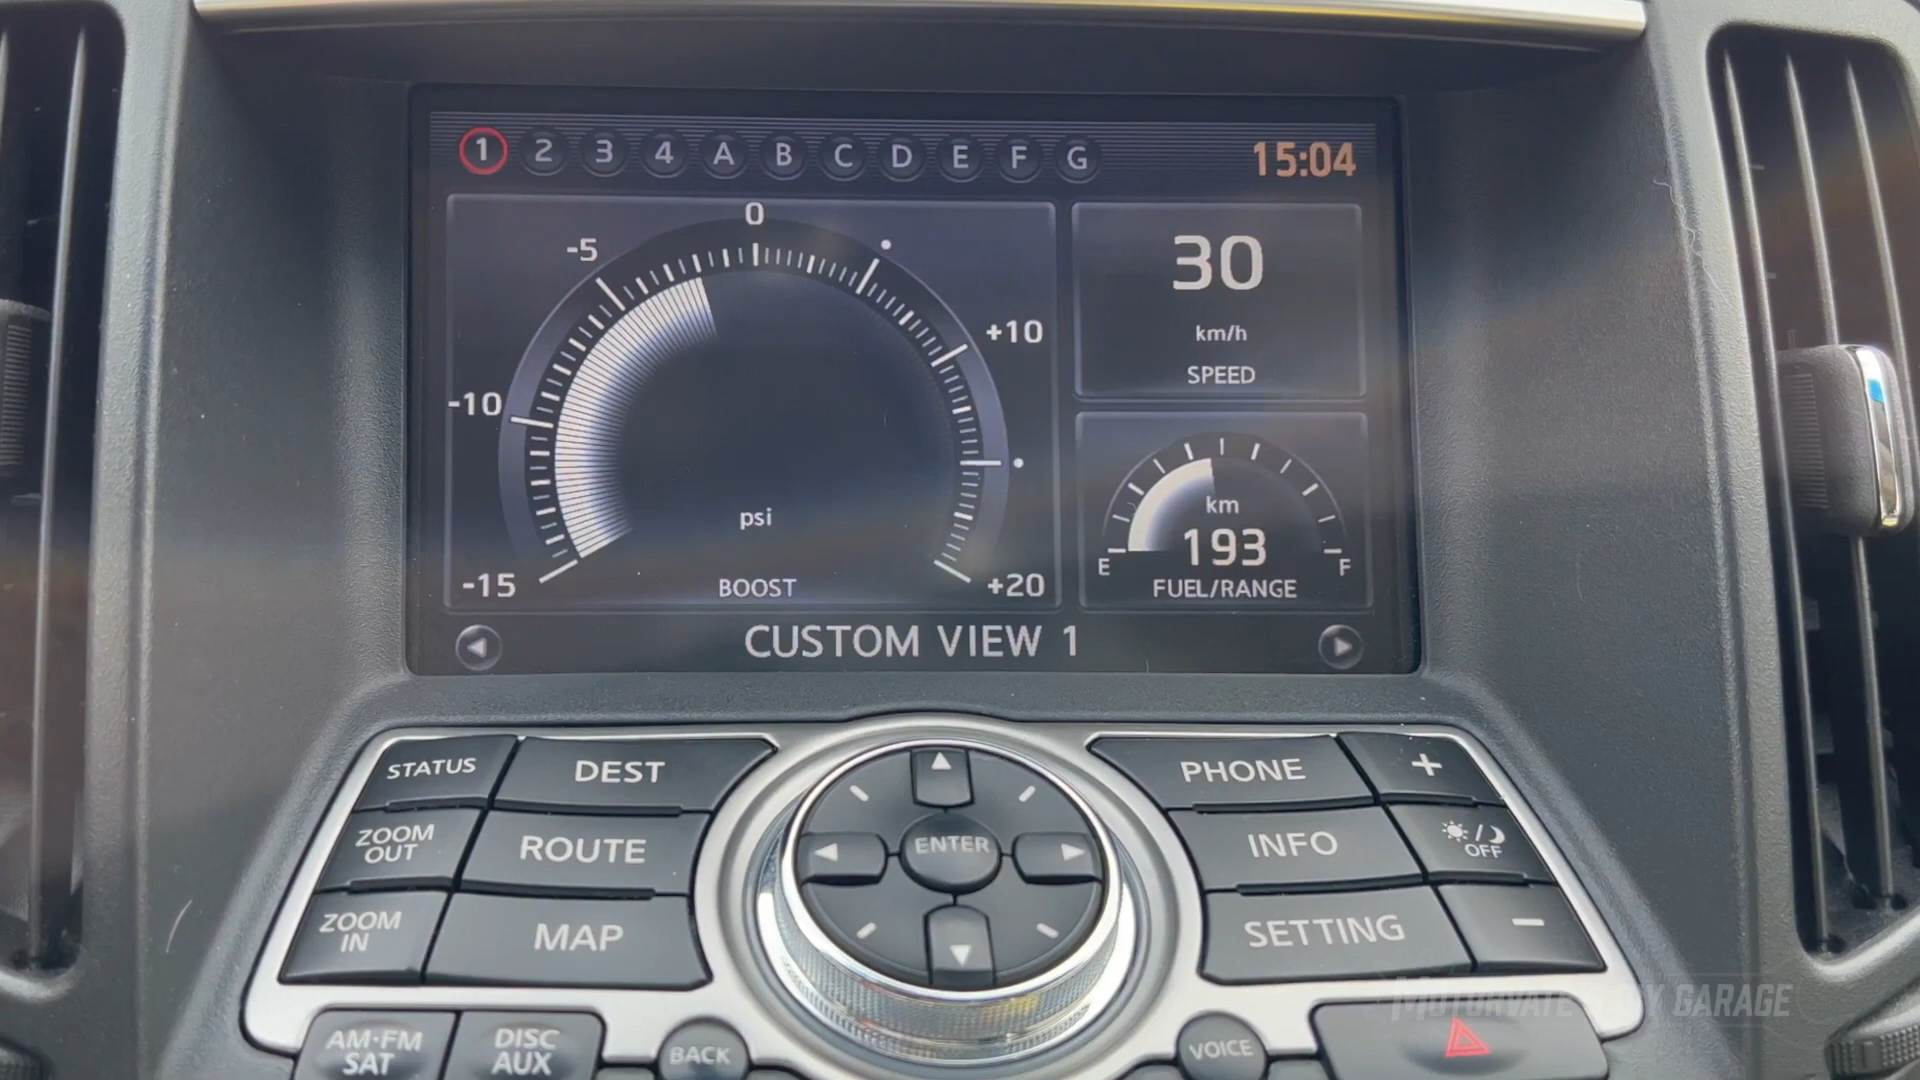 1 2 3 4 A B C D E F G 15:04
0
-5
+10
-10
-15
+20
psi
BOOST
30
km/h
SPEED
km
193
E F
FUEL/RANGE
CUSTOM VIEW 1
STATUS DEST
ZOOM OUT ROUTE
ZOOM IN MAP
ENTER
PHONE +
INFO / OFF
SETTING -
AM·FM SAT
DISC AUX
BACK
VOICE
GARAGE